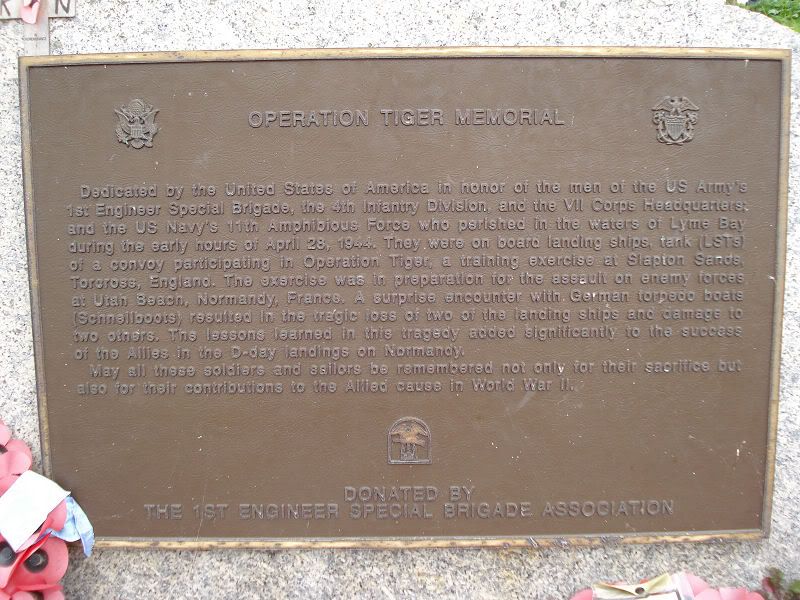 OPERATION TIGER MEMORIAL
Dedicated by the United States of America in honor of the men of the US Army's
1st Engineer Special Brigade, the 4th Infantry Division, and the VII Corps Headquarters;
and the US Navy's 11th Amphibious Force who perished in the waters of Lyme Bay
during the early hours of April 28, 1944. They were on board landing ships, tank (LSTs)
of a convoy participating in Operation Tiger, a training exercise at Slapton Sands,
Torcross, England. The exercise was in preparation for the assault on enemy forces
at Utah Beach, Normandy, France. A surprise encounter with German torpedo boats
(Schnellboots) resulted in the tragic loss of two of the landing ships and damage to
two others. The lessons learned in this tragedy added significantly to the success
of the Allies in the D-day landings on Normandy.
May all these soldiers and sailors be remembered not only for their sacrifice but
also for their contributions to the Allied cause in World War II.
DONATED BY
THE 1ST ENGINEER SPECIAL BRIGADE ASSOCIATION